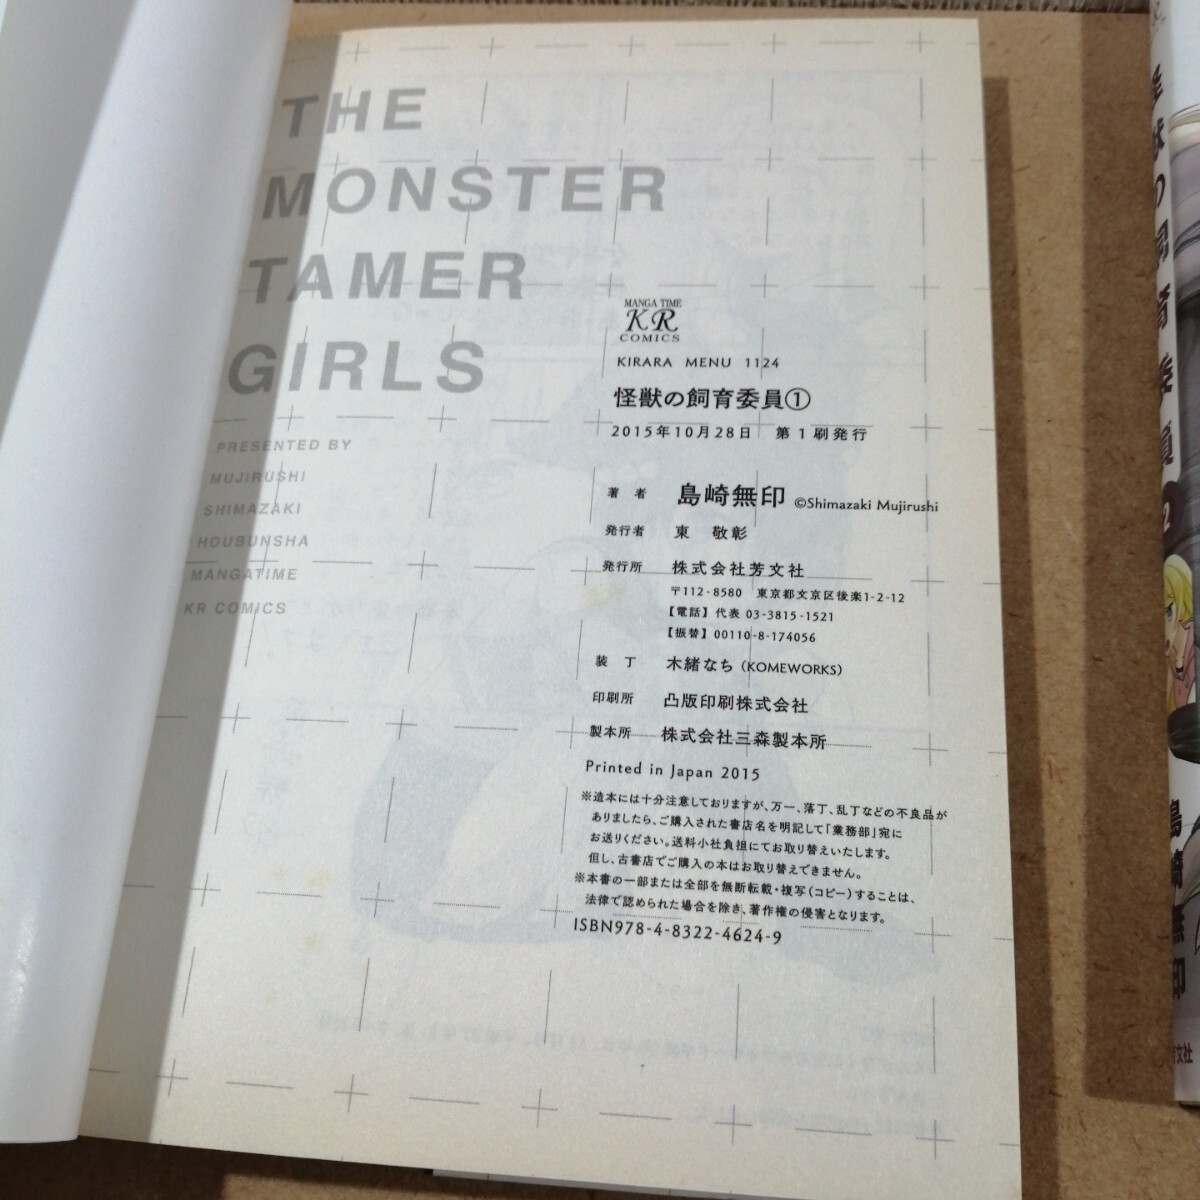 THE
MONSTER
TAMER
GIRLS
PRESENTED BY
MUJIRUSHI
SHIMAZAKI
HOUBUNSHA
MANGATIME
KR COMICS
MANGA TIME
KR
COMICS
KIRARA MENU 1124
怪獣の飼育委員①
2015年10月28日 第1刷発行
著者 島崎無印 ©Shimazaki Mujirushi
発行者 東 敬彰
発行所 株式会社芳文社
〒112-8580 東京都文京区後楽1-2-12
【電話】代表 03-3815-1521
【振替】00110-8-174056
装丁 木緒なち(KOMEWORKS)
印刷所 凸版印刷株式会社
製本所 株式会社三森製本所
Printed in Japan 2015
※造本には十分注意しておりますが、万一、落丁、乱丁などの不良品が
ありましたら、ご購入された書店名を明記して「業務部」宛に
お送りください。送料小社負担にてお取り替えいたします。
但し、古書店でご購入の本はお取り替えできません。
※本書の一部または全部を無断転載・複写(コピー)することは、
法律で認められた場合を除き、著作権の侵害となります。
ISBN978-4-8322-4624-9
怪獣の飼育委員 2
島崎無印
芳文社